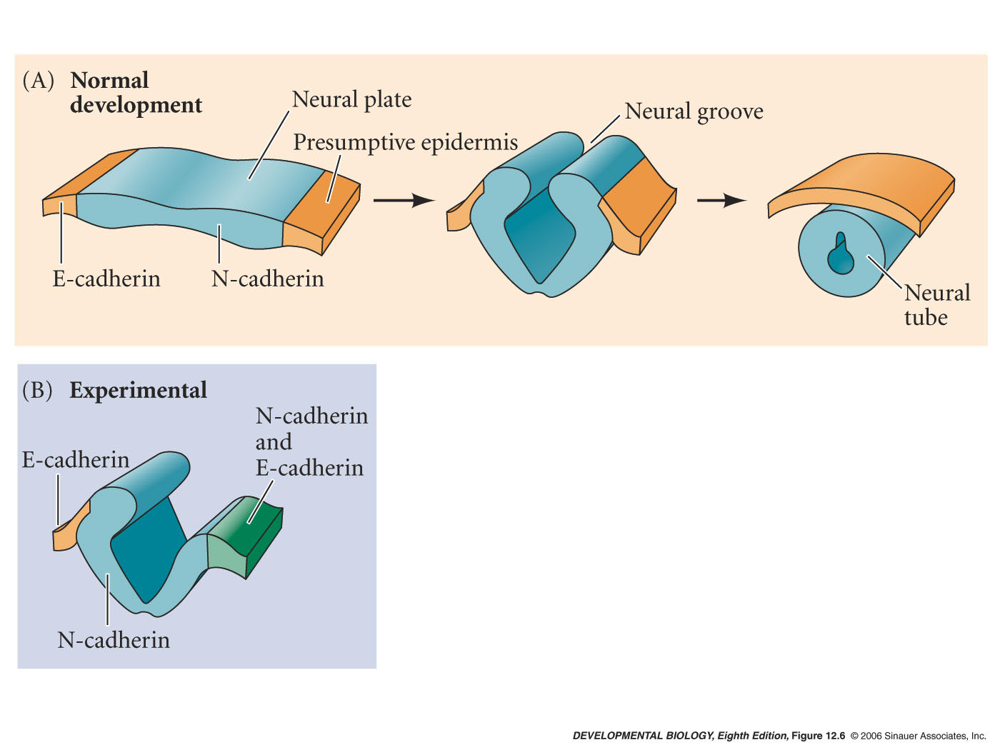 (A) Normal
development
Neural plate
Presumptive epidermis
Neural groove
E-cadherin
N-cadherin
Neural
tube
(B) Experimental
N-cadherin
and
E-cadherin
E-cadherin
N-cadherin
DEVELOPMENTAL BIOLOGY, Eighth Edition, Figure 12.6 © 2006 Sinauer Associates, Inc.